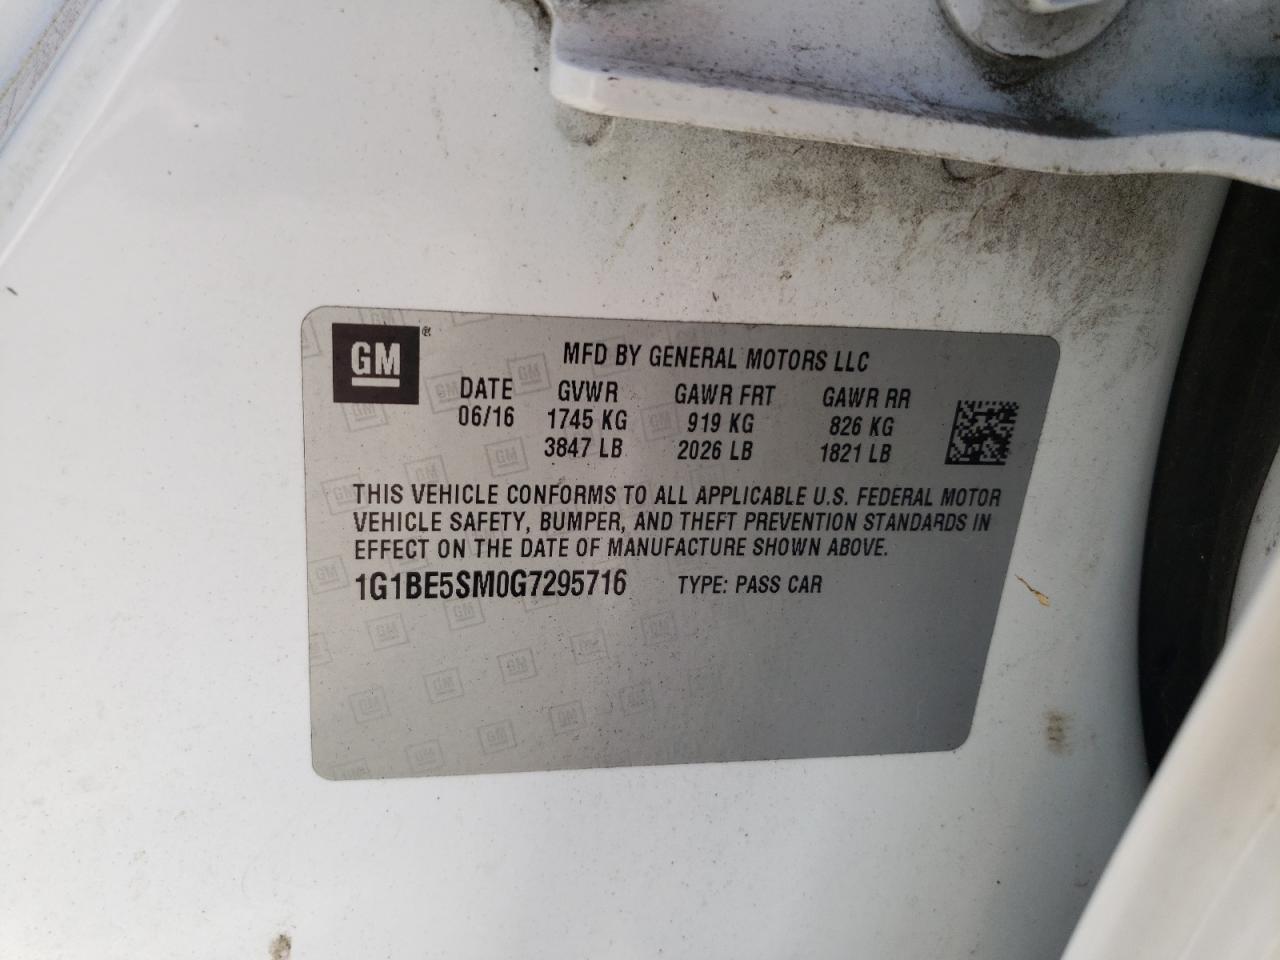 GM®
MFD BY GENERAL MOTORS LLC
DATE GVWR GAWR FRT GAWR RR
06/16 1745 KG 919 KG 826 KG
3847 LB 2026 LB 1821 LB
THIS VEHICLE CONFORMS TO ALL APPLICABLE U.S. FEDERAL MOTOR
VEHICLE SAFETY, BUMPER, AND THEFT PREVENTION STANDARDS IN
EFFECT ON THE DATE OF MANUFACTURE SHOWN ABOVE.
1G1BE5SM0G7295716 TYPE: PASS CAR